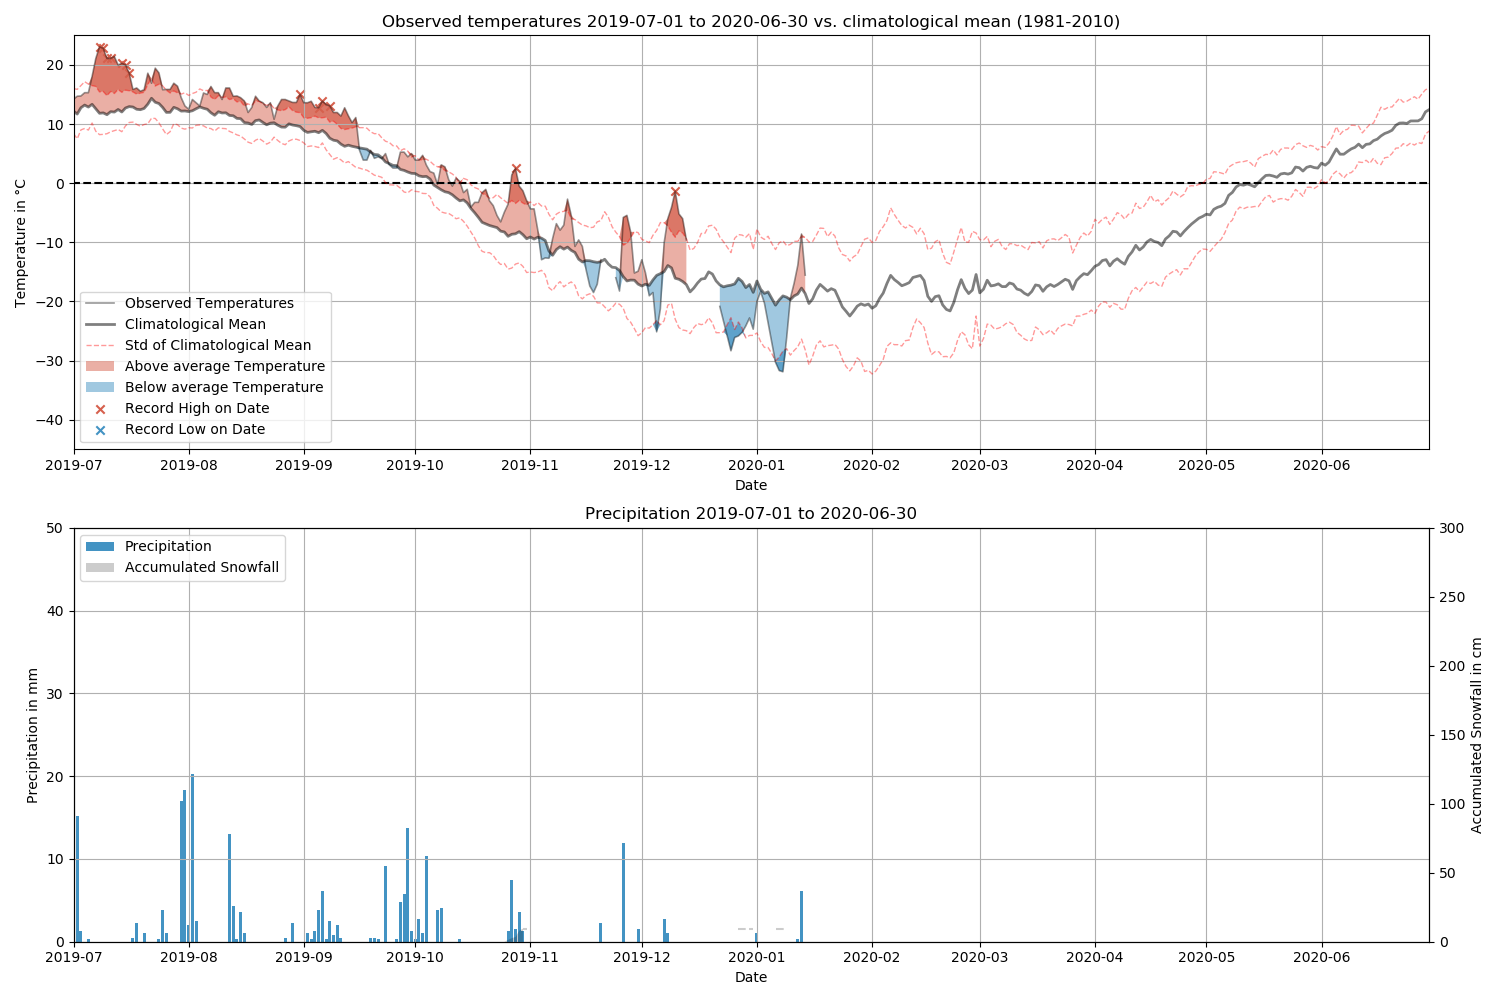 Observed temperatures 2019-07-01 to 2020-06-30 vs. climatological mean (1981-2010)
20
10
0
−10
−20
−30
−40
Temperature in °C
Observed Temperatures
Climatological Mean
Std of Climatological Mean
Above average Temperature
Below average Temperature
Record High on Date
Record Low on Date
2019-07 2019-08 2019-09 2019-10 2019-11 2019-12 2020-01 2020-02 2020-03 2020-04 2020-05 2020-06
Date
Precipitation 2019-07-01 to 2020-06-30
50
40
30
20
10
0
Precipitation in mm
Precipitation
Accumulated Snowfall
300
250
200
150
100
50
0
Accumulated Snowfall in cm
2019-07 2019-08 2019-09 2019-10 2019-11 2019-12 2020-01 2020-02 2020-03 2020-04 2020-05 2020-06
Date